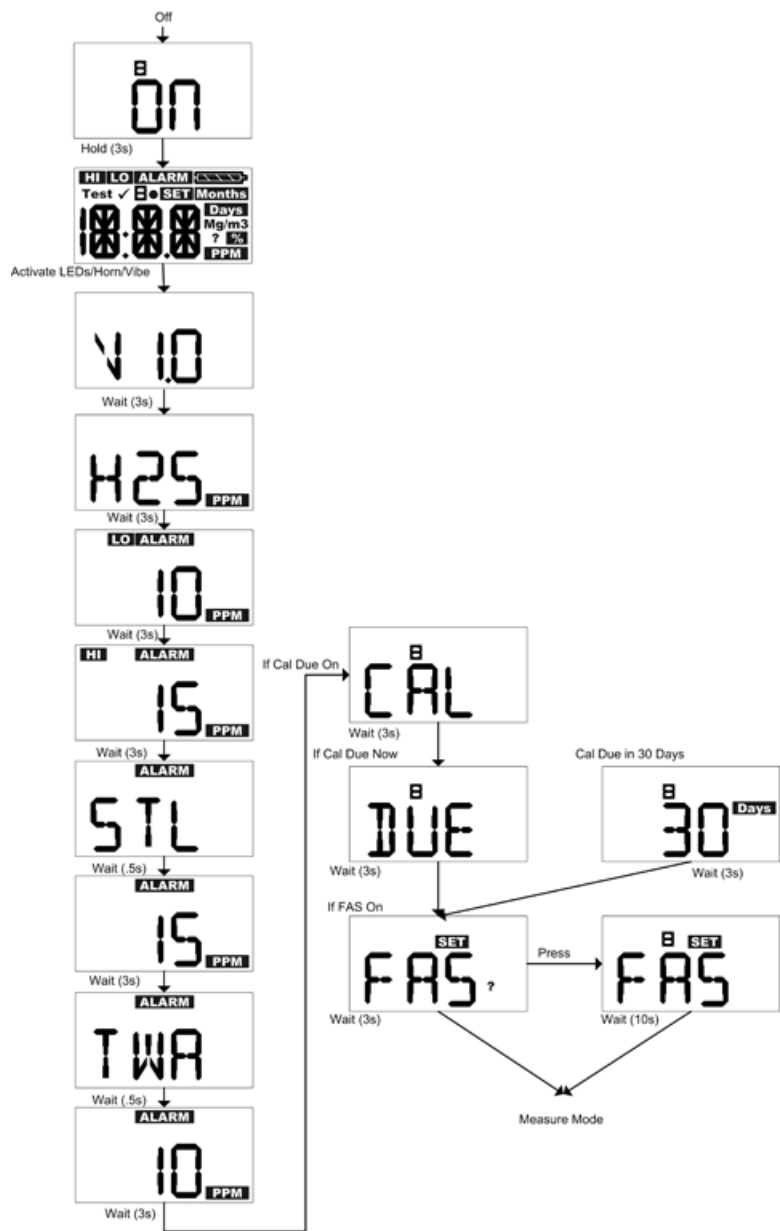 Off
ON
Hold (3s)
HI LO ALARM
Test ✓ 8 ● SET Months
18:8.8
Days
Mg/m3
? %
PPM
Activate LEDs/Horn/Vibe
V 1.0
Wait (3s)
H2S PPM
Wait (3s)
LO ALARM
10 PPM
Wait (3s)
HI ALARM
15 PPM
Wait (3s)
ALARM
STL
Wait (.5s)
ALARM
15 PPM
Wait (3s)
ALARM
TWA
Wait (.5s)
ALARM
10 PPM
Wait (3s)
If Cal Due On
CAL
Wait (3s)
If Cal Due Now
DUE
Wait (3s)
Cal Due in 30 Days
30 Days
Wait (3s)
If FAS On
SET
FAS ?
Wait (3s)
Press
SET
FAS
Wait (10s)
Measure Mode